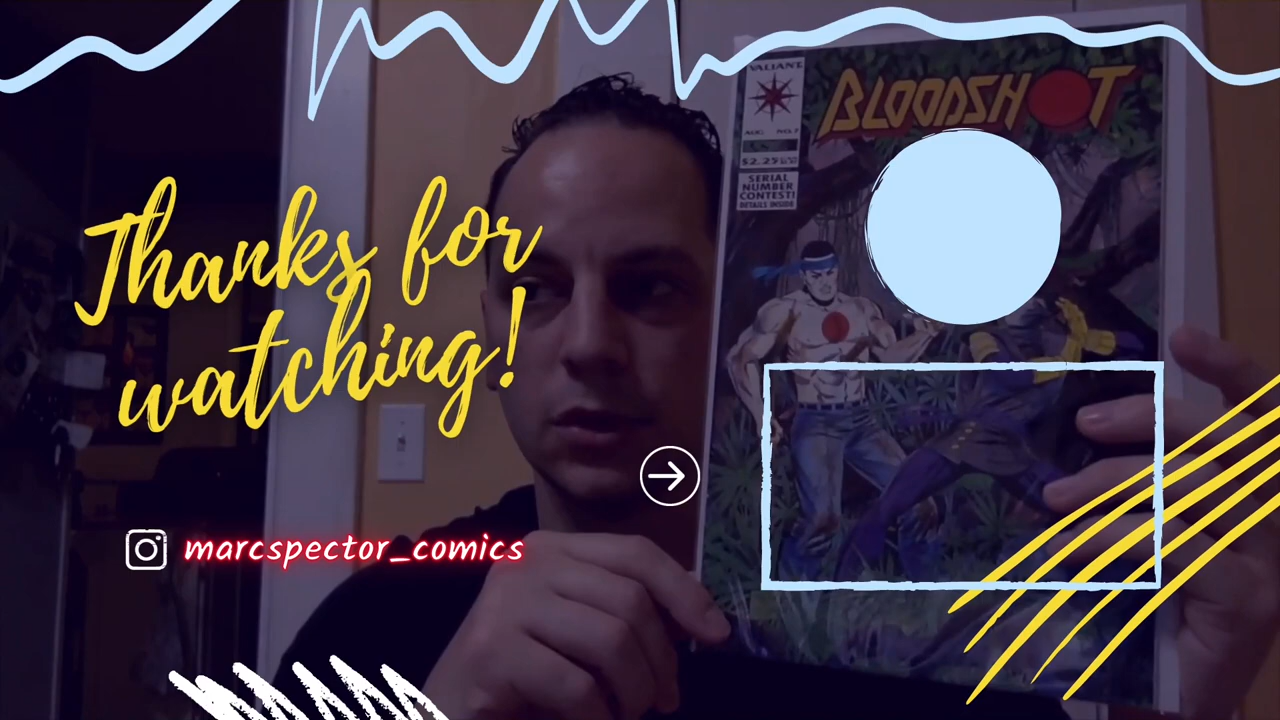 Thanks for
watching!
marcspector_comics
VALIANT
AUG. NO.7
$2.25
SERIAL
NUMBER
CONTEST!
DETAILS INSIDE
BLOODSHOT